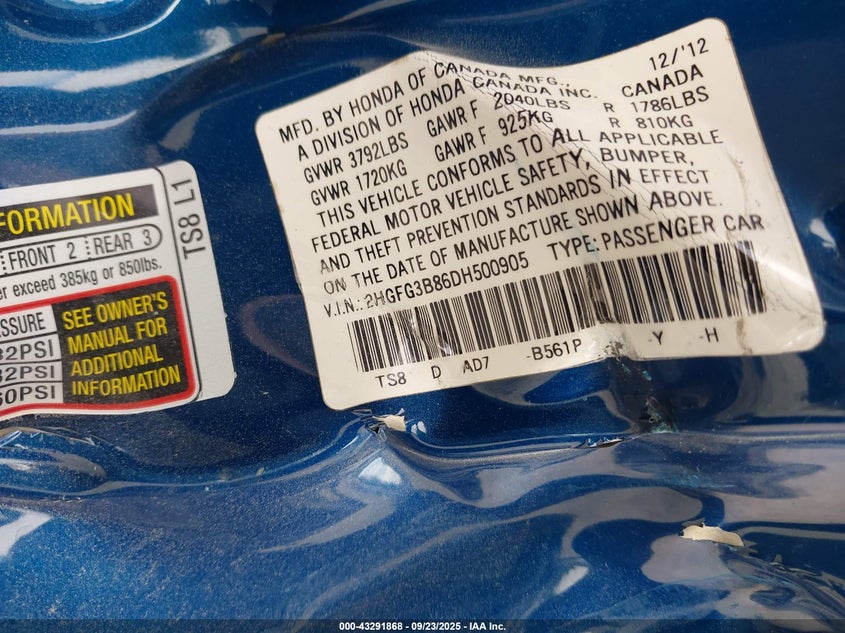 FORMATION
FRONT 2 REAR 3
er exceed 385kg or 850lbs.
ESSURE
32PSI
32PSI
60PSI
SEE OWNER'S
MANUAL FOR
ADDITIONAL
INFORMATION
TS8 L1
12/'12
MFD. BY HONDA OF CANADA MFG.
A DIVISION OF HONDA CANADA INC. CANADA
GVWR 3792LBS GAWR F 2040LBS R 1786LBS
GVWR 1720KG GAWR F 925KG R 810KG
THIS VEHICLE CONFORMS TO ALL APPLICABLE
FEDERAL MOTOR VEHICLE SAFETY, BUMPER,
AND THEFT PREVENTION STANDARDS IN EFFECT
ON THE DATE OF MANUFACTURE SHOWN ABOVE.
V.I.N.:2HGFG3B86DH500905 TYPE:PASSENGER CAR
TS8 D AD7 -B561P -Y -H
000-43291868 - 09/23/2025 - IAA Inc.